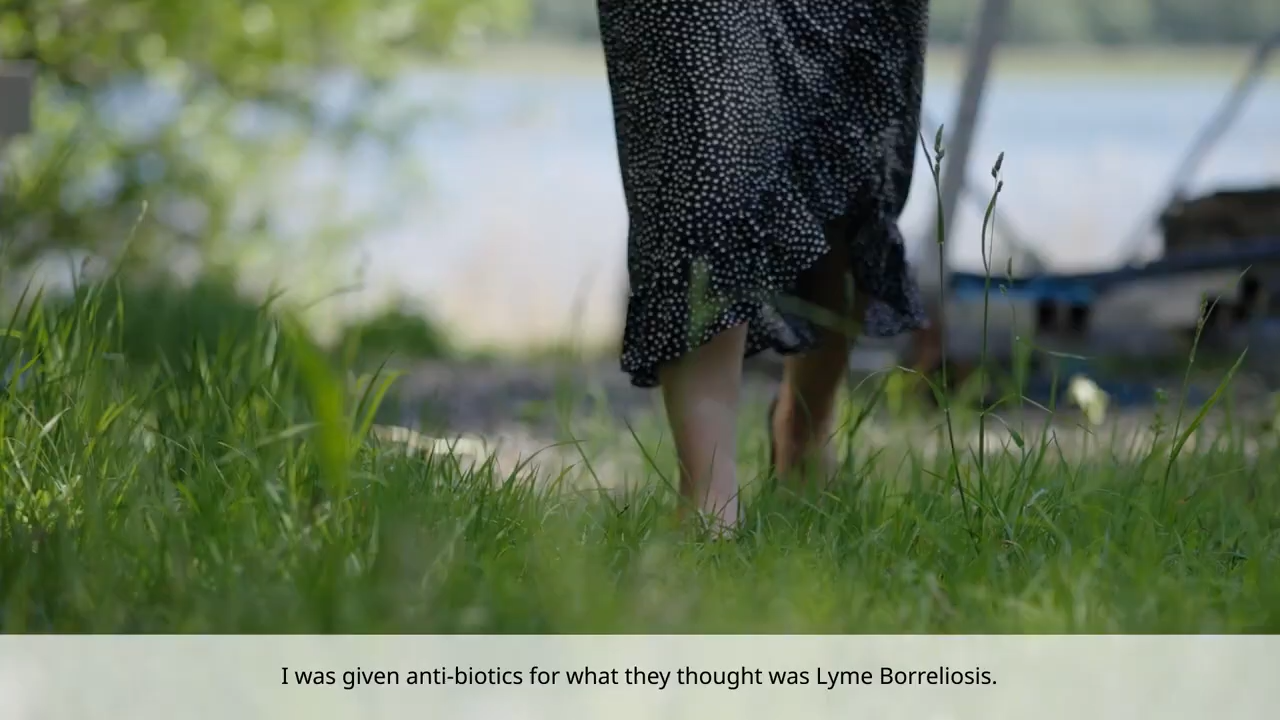 I was given anti-biotics for what they thought was Lyme Borreliosis.